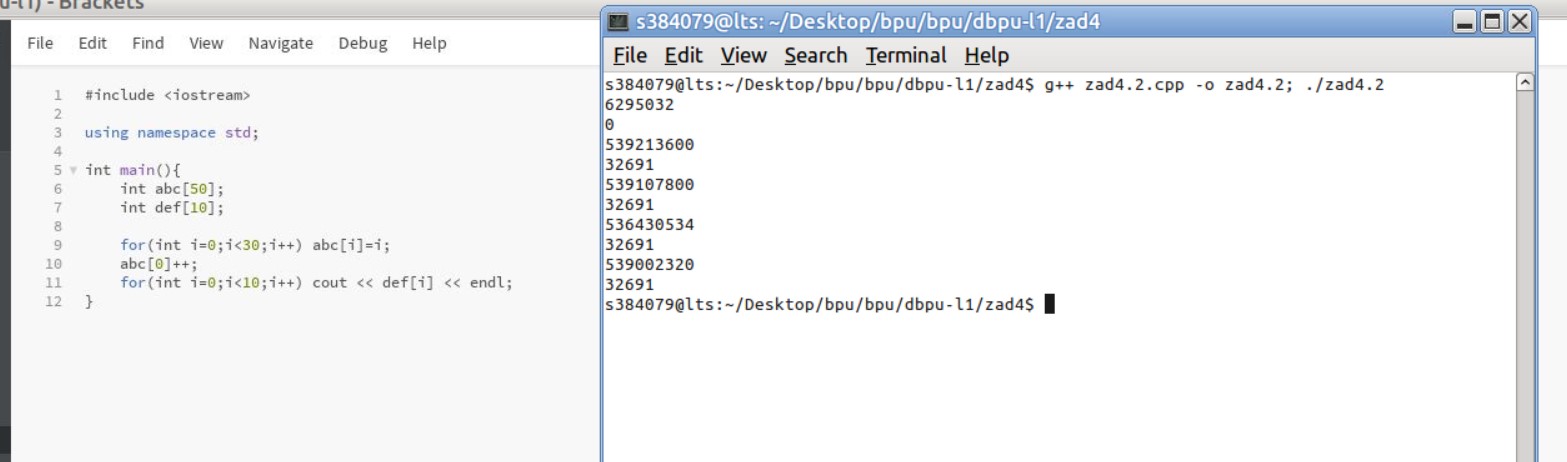 u-l1) - Brackets
File Edit Find View Navigate Debug Help
1 #include <iostream>
2
3 using namespace std;
4
5 int main(){
6     int abc[50];
7     int def[10];
8
9     for(int i=0;i<30;i++) abc[i]=i;
10     abc[0]++;
11     for(int i=0;i<10;i++) cout << def[i] << endl;
12 }
s384079@lts: ~/Desktop/bpu/bpu/dbpu-l1/zad4
File Edit View Search Terminal Help
s384079@lts:~/Desktop/bpu/bpu/dbpu-l1/zad4$ g++ zad4.2.cpp -o zad4.2; ./zad4.2
6295032
0
539213600
32691
539107800
32691
536430534
32691
539002320
32691
s384079@lts:~/Desktop/bpu/bpu/dbpu-l1/zad4$